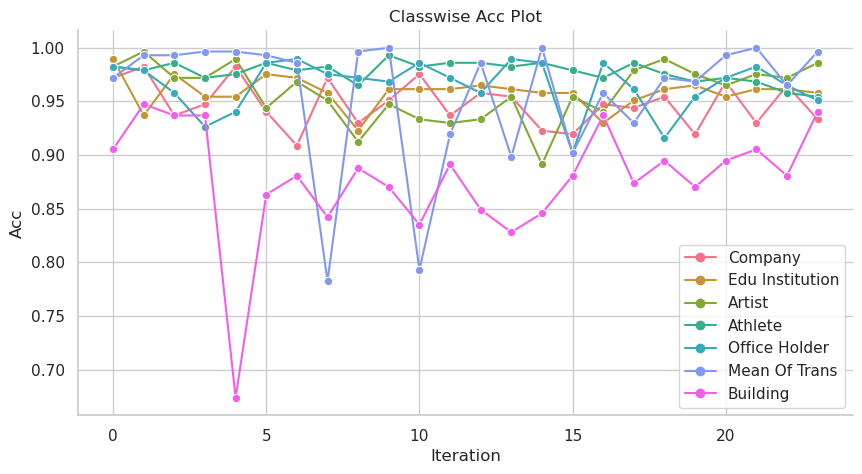 Classwise Acc Plot
1.00
0.95
0.90
0.85
0.80
0.75
0.70
Acc
0
5
10
15
20
Iteration
Company
Edu Institution
Artist
Athlete
Office Holder
Mean Of Trans
Building